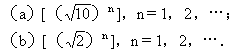 (a) [ (√10) ⁿ], n=1, 2, …;
(b) [ (√2) ⁿ], n=1, 2, ….